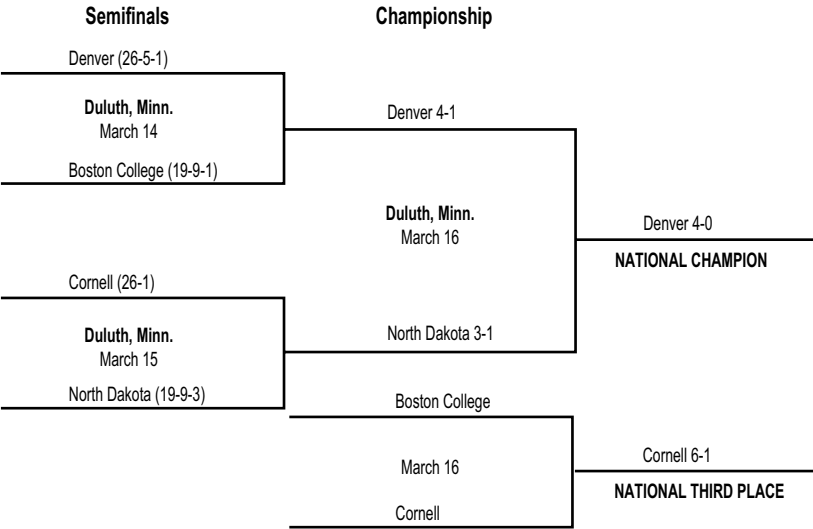 Semifinals
Championship
Denver (26-5-1)
Duluth, Minn.
March 14
Boston College (19-9-1)
Denver 4-1
Duluth, Minn.
March 16
Denver 4-0
NATIONAL CHAMPION
Cornell (26-1)
Duluth, Minn.
March 15
North Dakota (19-9-3)
North Dakota 3-1
Boston College
March 16
Cornell
Cornell 6-1
NATIONAL THIRD PLACE